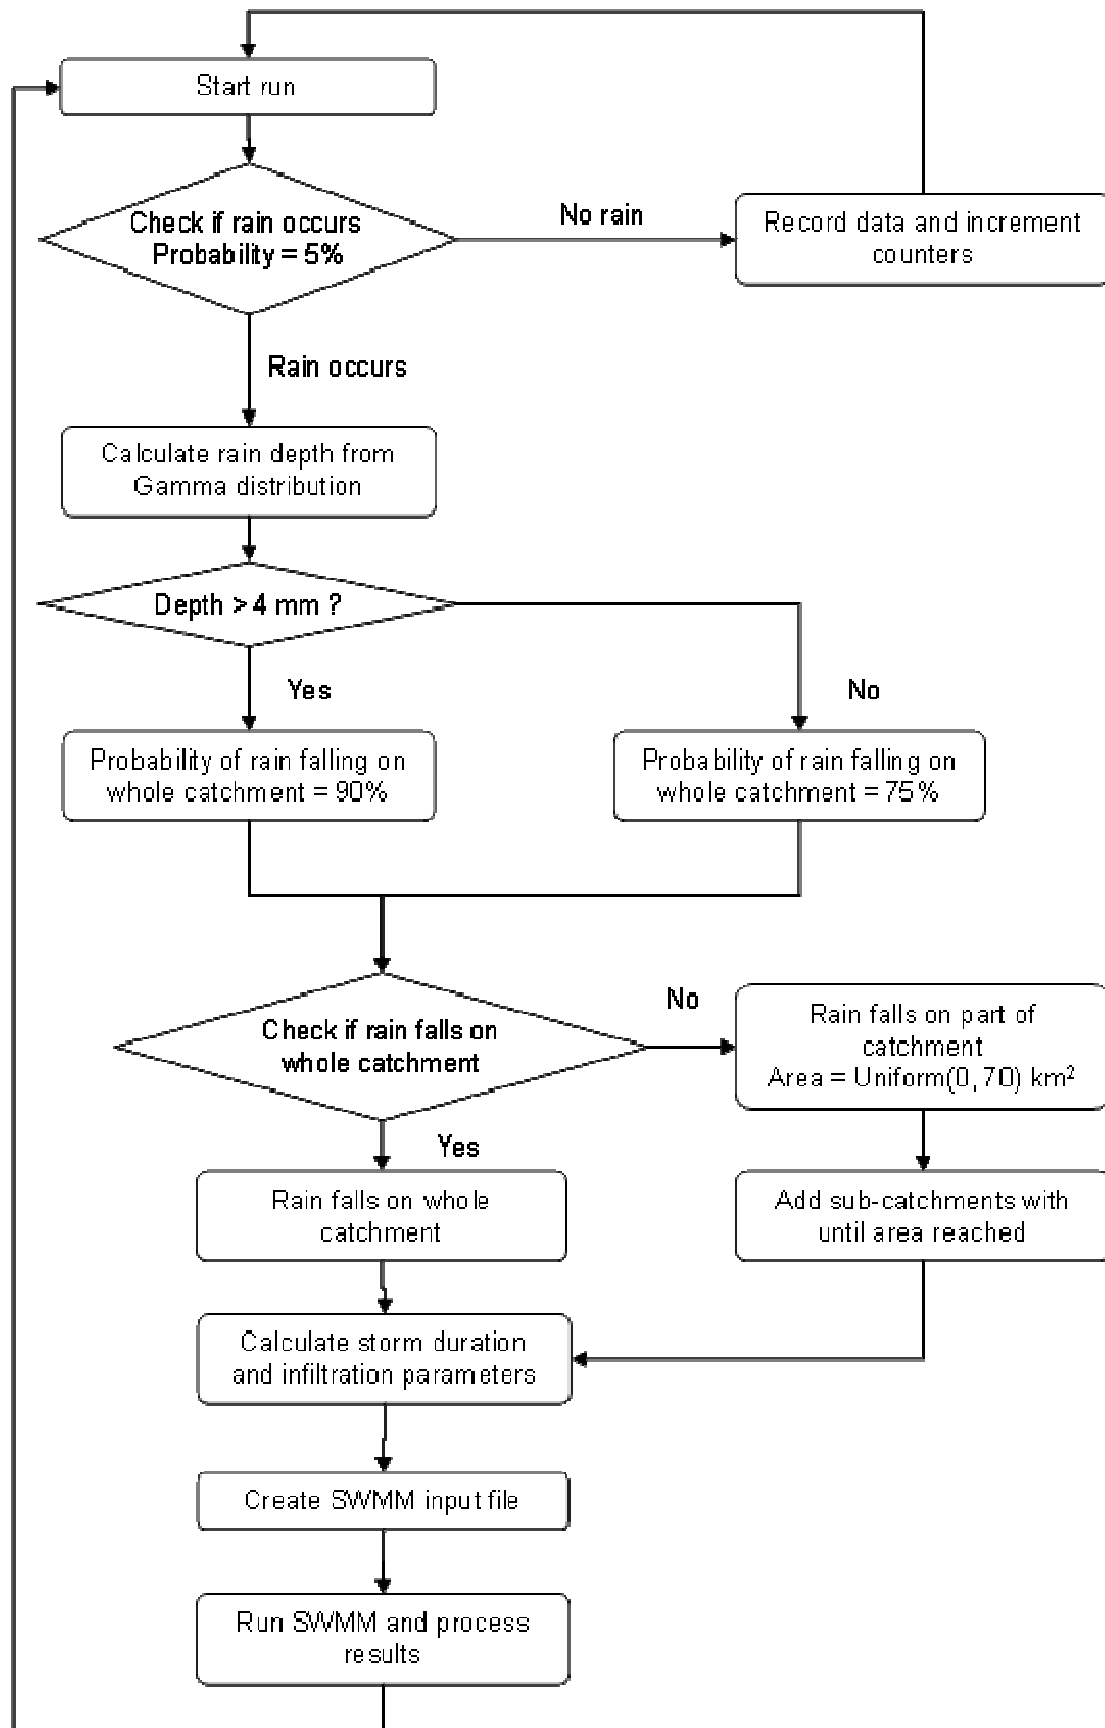 Start run
Check if rain occurs
Probability = 5%
No rain
Record data and increment
counters
Rain occurs
Calculate rain depth from
Gamma distribution
Depth > 4 mm ?
Yes
No
Probability of rain falling on
whole catchment = 90%
Probability of rain falling on
whole catchment = 75%
Check if rain falls on
whole catchment
No
Rain falls on part of
catchment
Area = Uniform(0, 70) km²
Yes
Rain falls on whole
catchment
Add sub-catchments with
until area reached
Calculate storm duration
and infiltration parameters
Create SWMM input file
Run SWMM and process
results